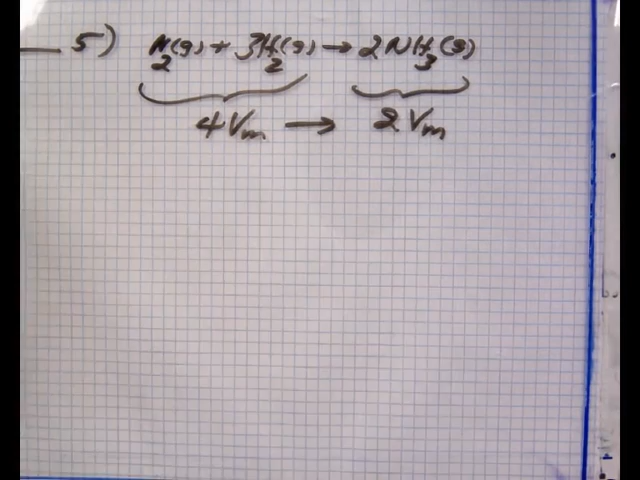 5) N₂(g) + 3H₂(g) → 2NH₃(g)
4Vm → 2Vm